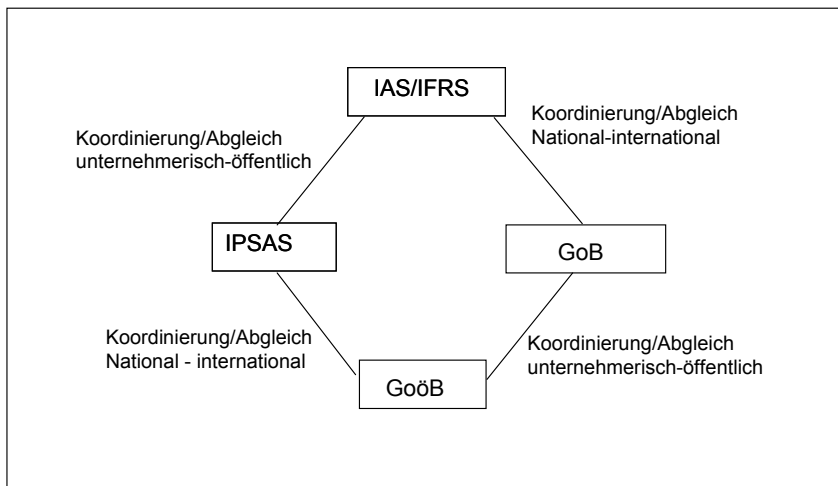 IAS/IFRS
Koordinierung/Abgleich
National-international
Koordinierung/Abgleich
unternehmerisch-öffentlich
IPSAS
GoB
Koordinierung/Abgleich
National - international
Koordinierung/Abgleich
unternehmerisch-öffentlich
GoöB